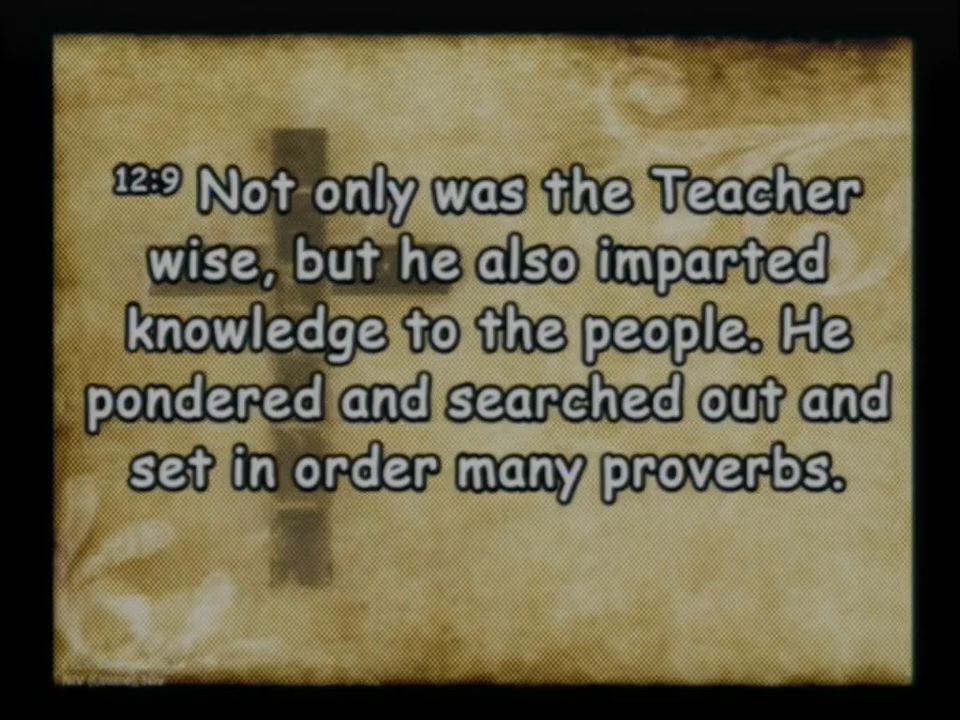 12:9 Not only was the Teacher
wise, but he also imparted
knowledge to the people. He
pondered and searched out and
set in order many proverbs.